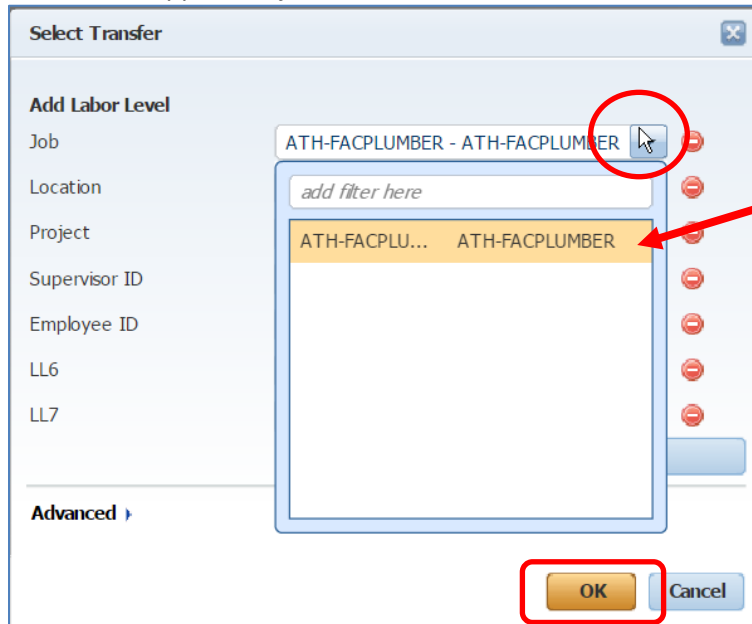 Select Transfer
Add Labor Level
Job
ATH-FACPLUMBER - ATH-FACPLUMBER
Location
add filter here
Project
ATH-FACPLU... ATH-FACPLUMBER
Supervisor ID
Employee ID
LL6
LL7
Advanced
OK Cancel